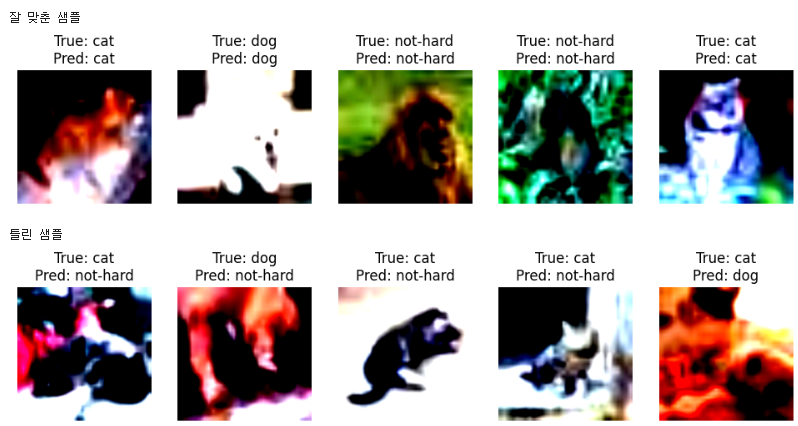 잘 맞춘 샘플
True: cat
Pred: cat
True: dog
Pred: dog
True: not-hard
Pred: not-hard
True: not-hard
Pred: not-hard
True: cat
Pred: cat
틀린 샘플
True: cat
Pred: not-hard
True: dog
Pred: not-hard
True: cat
Pred: not-hard
True: cat
Pred: not-hard
True: cat
Pred: dog